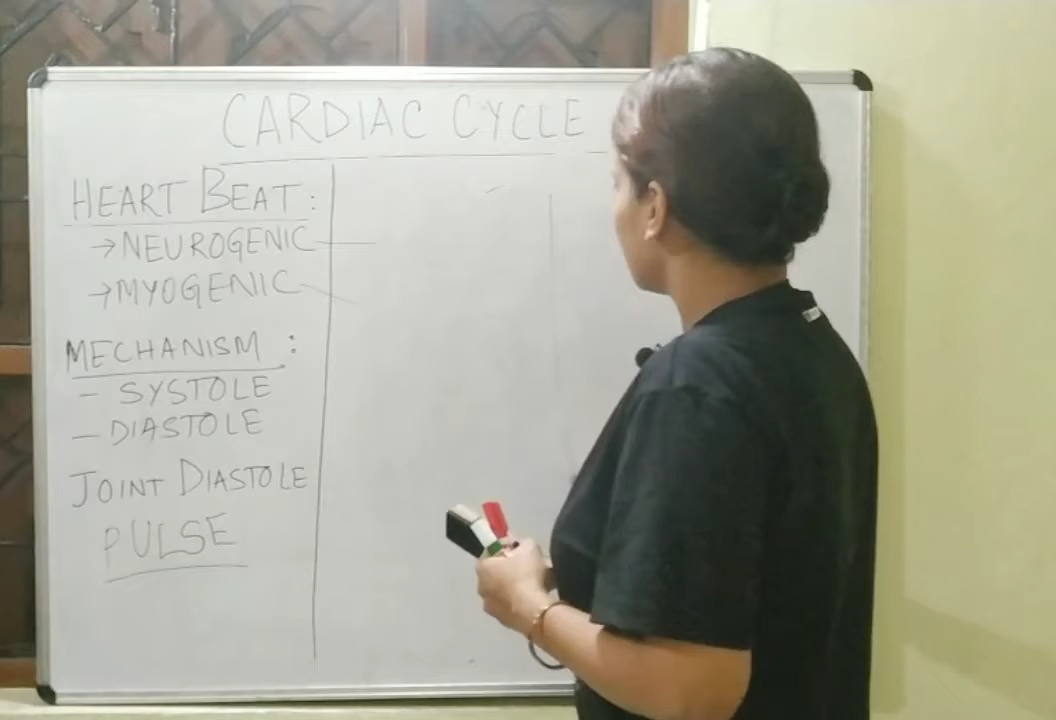 CARDIAC CYCLE
HEART BEAT:
→NEUROGENIC
→MYOGENIC
MECHANISM :
- SYSTOLE
- DIASTOLE
JOINT DIASTOLE
PULSE